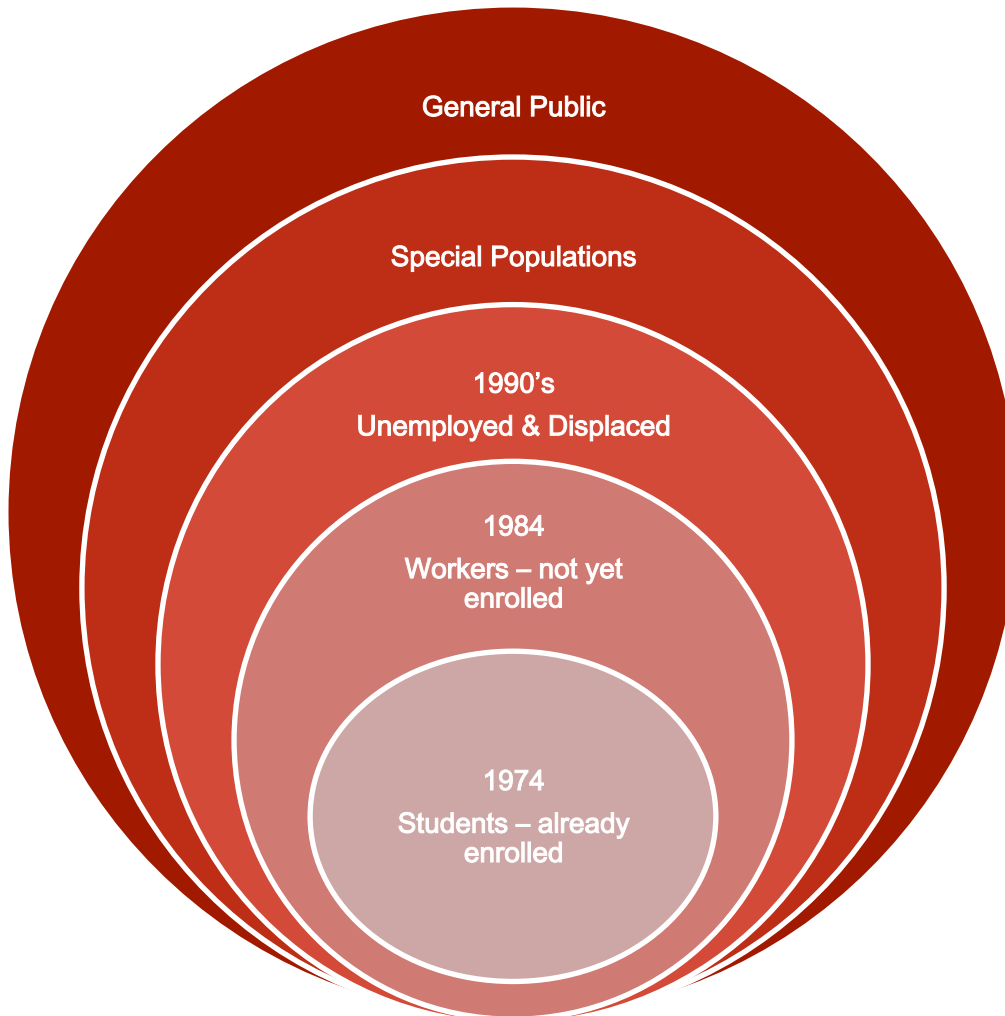 General Public
Special Populations
1990’s
Unemployed & Displaced
1984
Workers – not yet
enrolled
1974
Students – already
enrolled